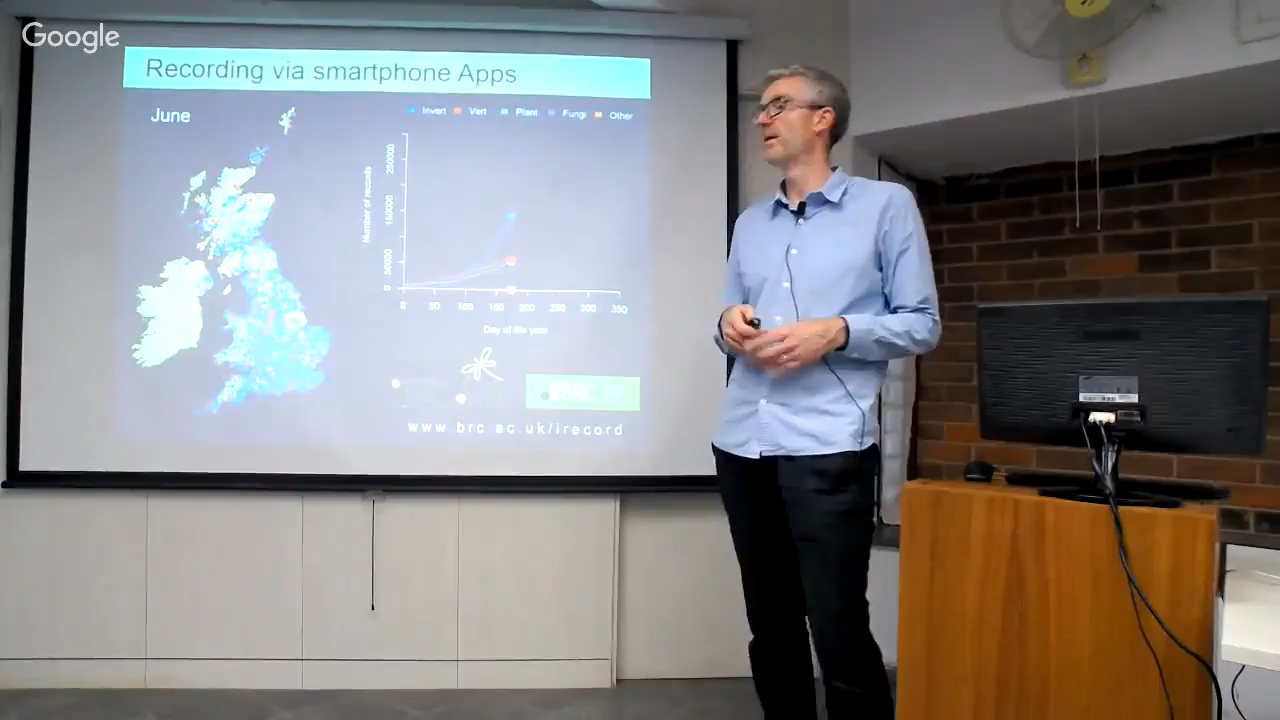 Google
Recording via smartphone Apps
June
Invert Vert Plant Fungi Other
Number of records
0 50000 150000 250000
0 50 100 150 200 250 300 350
Day of the year
www.brc.ac.uk/irecord